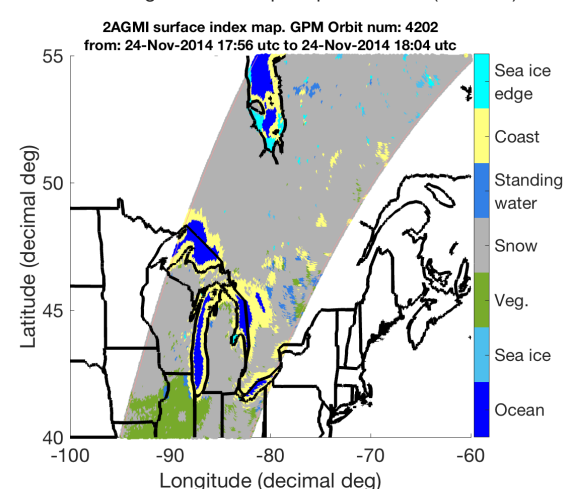 2AGMI surface index map. GPM Orbit num: 4202
from: 24-Nov-2014 17:56 utc to 24-Nov-2014 18:04 utc
55
50
45
40
-100
-90
-80
-70
-60
Latitude (decimal deg)
Longitude (decimal deg)
Sea ice
edge
Coast
Standing
water
Snow
Veg.
Sea ice
Ocean